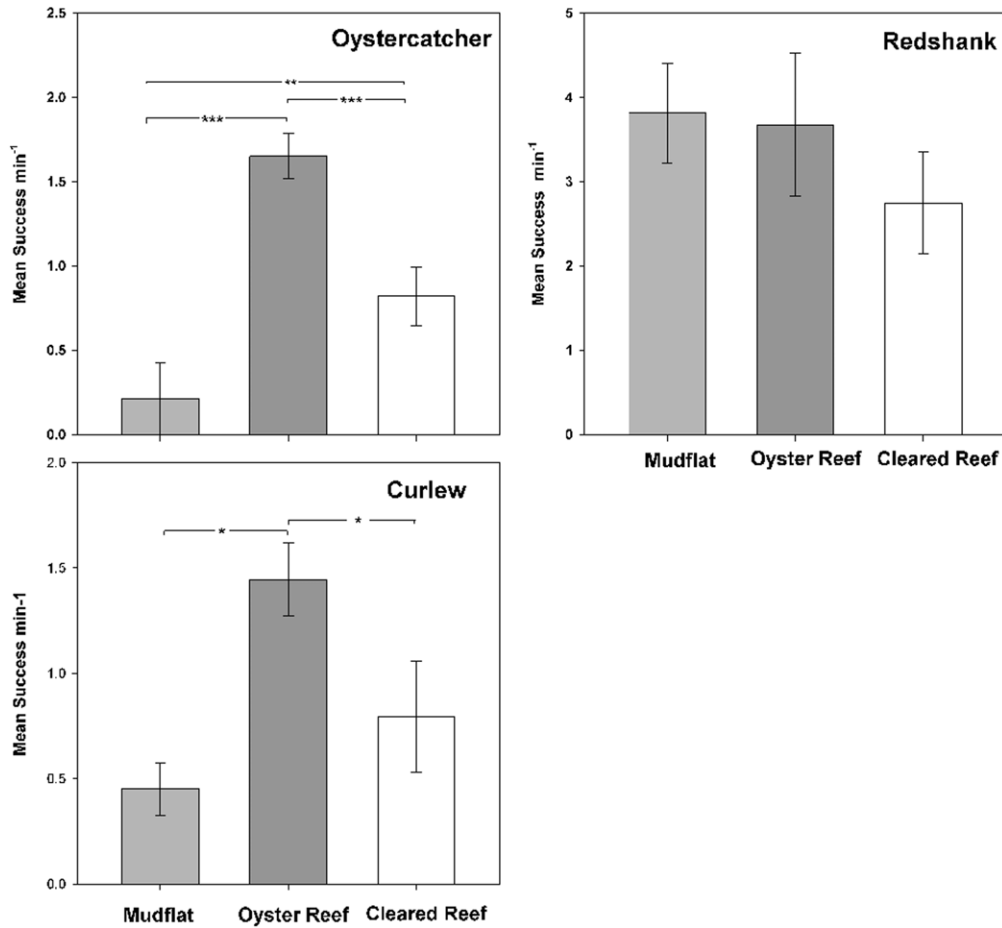 Oystercatcher
Mean Success min⁻¹
2.5
2.0
1.5
1.0
0.5
0.0
**
*** ***
Redshank
Mean Success min⁻¹
5
4
3
2
1
0
Mudflat Oyster Reef Cleared Reef
Curlew
Mean Success min-1
2.0
1.5
1.0
0.5
0.0
* *
Mudflat Oyster Reef Cleared Reef